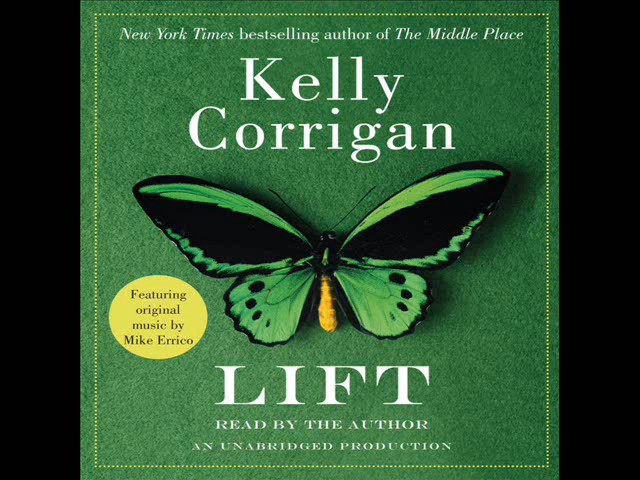 New York Times bestselling author of The Middle Place
Kelly
Corrigan
Featuring
original
music by
Mike Errico
LIFT
READ BY THE AUTHOR
AN UNABRIDGED PRODUCTION